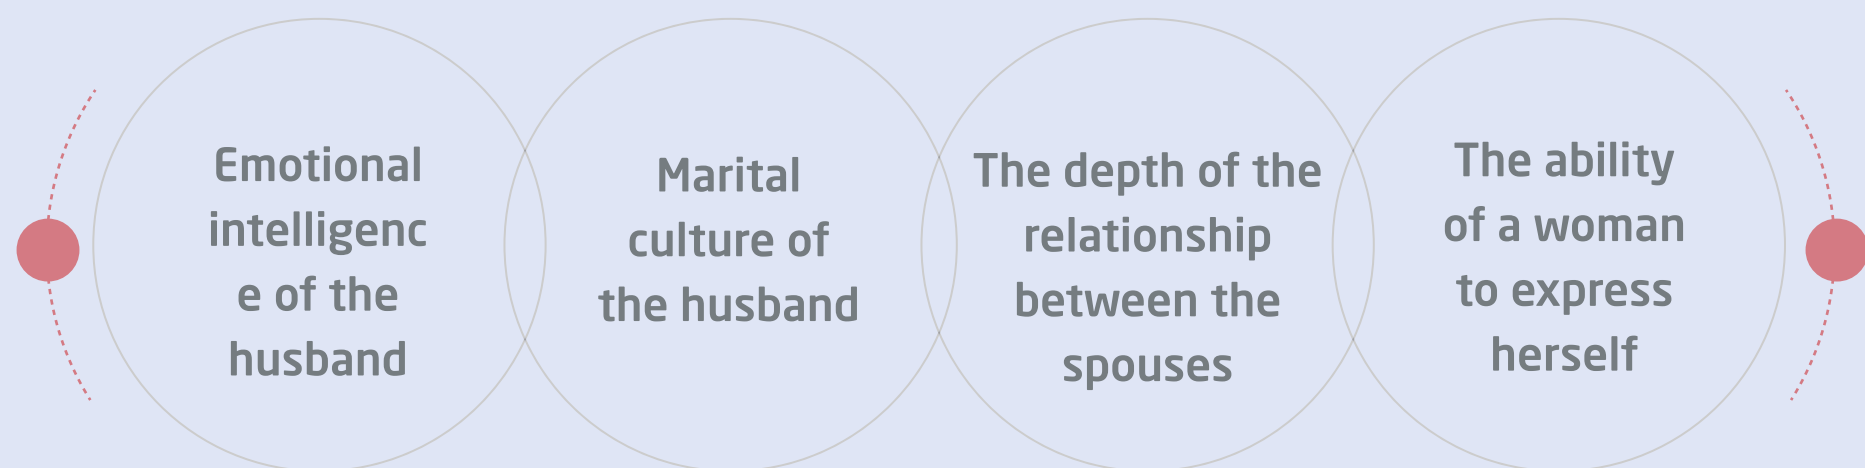 Emotional
intelligenc
e of the
husband
Marital
culture of
the husband
The depth of the
relationship
between the
spouses
The ability
of a woman
to express
herself